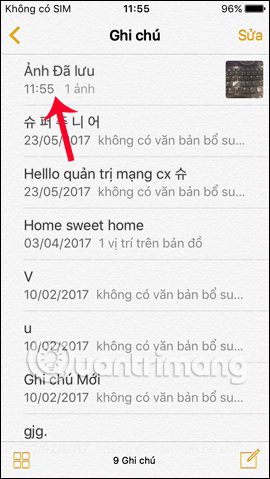 Không có SIM 11:55 96%
Ghi chú Sửa
Ảnh Đã lưu
11:55 1 ảnh
슈 퍼 주 니 어
23/05/2017 không có văn bản bổ su...
Helllo quản trị mạng cx 슈
23/05/2017 không có văn bản bổ su...
Home sweet home
03/04/2017 1 vị trí trên bản đồ
V
10/02/2017 không có văn bản bổ su...
u
10/02/2017 không có văn bản bổ su...
Quantrimang
Ghi chú Mới
10/02/2017 không có văn bản bổ su...
gjg.
9 Ghi chú